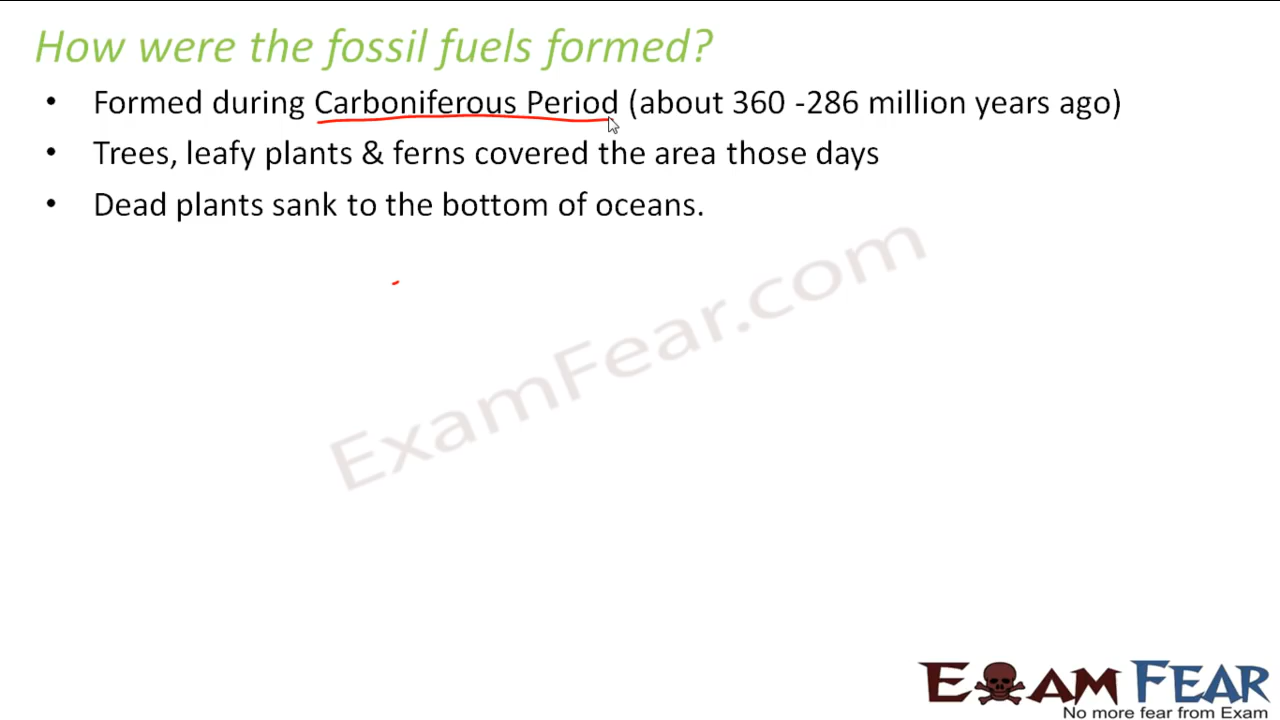 How were the fossil fuels formed?
• Formed during Carboniferous Period (about 360 -286 million years ago)
• Trees, leafy plants & ferns covered the area those days
• Dead plants sank to the bottom of oceans.
ExamFear.com
EXAM FEAR
No more fear from Exam